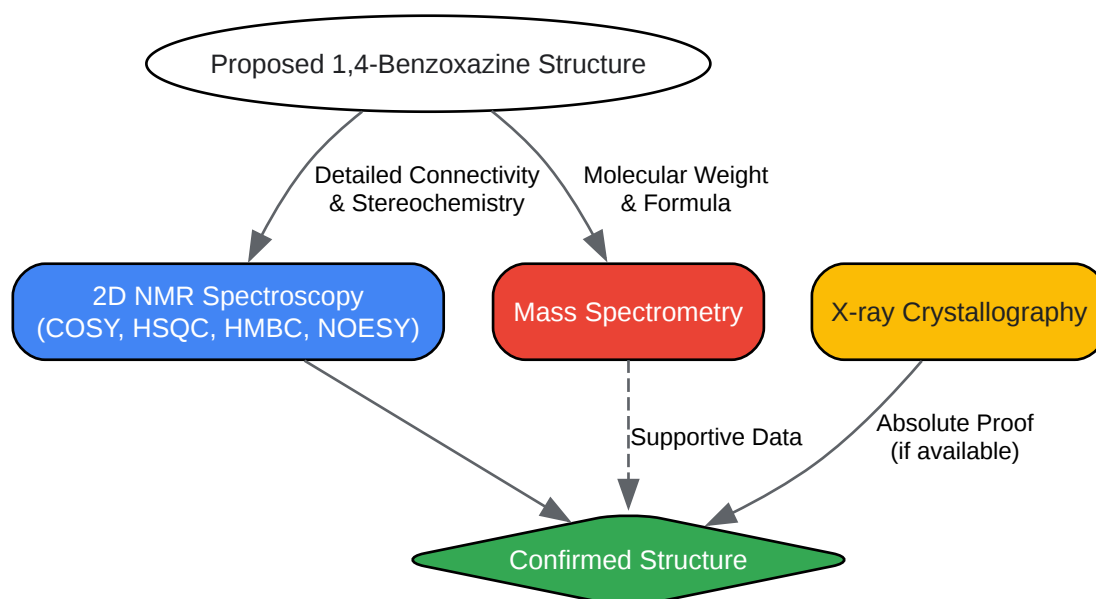 Proposed 1,4-Benzoxazine Structure
Detailed Connectivity
& Stereochemistry
Molecular Weight
& Formula
2D NMR Spectroscopy
(COSY, HSQC, HMBC, NOESY)
Mass Spectrometry
X-ray Crystallography
Supportive Data
Absolute Proof
(if available)
Confirmed Structure